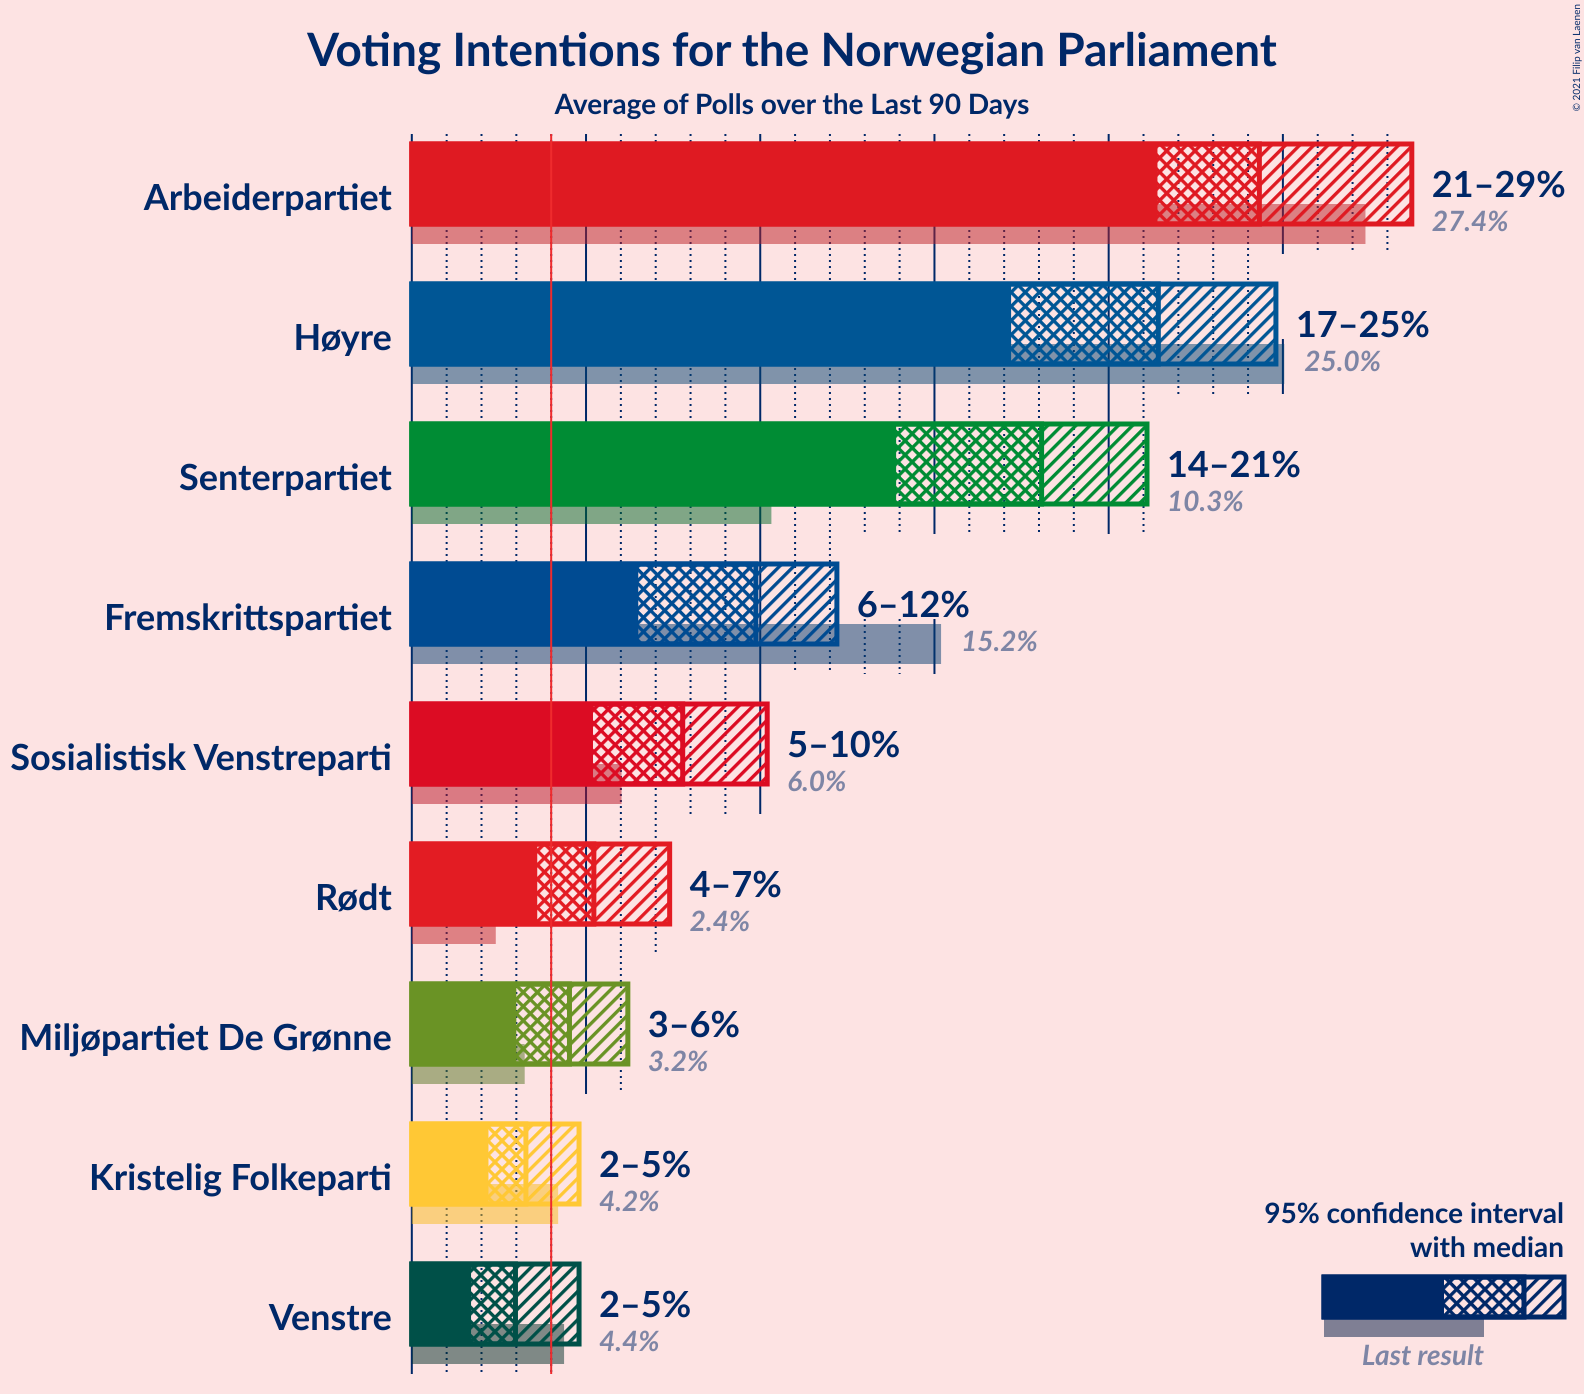 Voting Intentions for the Norwegian Parliament
Average of Polls over the Last 90 Days
© 2021 Filip van Laenen
Arbeiderpartiet
21–29%
27.4%
Høyre
17–25%
25.0%
Senterpartiet
14–21%
10.3%
Fremskrittspartiet
6–12%
15.2%
Sosialistisk Venstreparti
5–10%
6.0%
Rødt
4–7%
2.4%
Miljøpartiet De Grønne
3–6%
3.2%
Kristelig Folkeparti
2–5%
4.2%
Venstre
2–5%
4.4%
95% confidence interval
with median
Last result